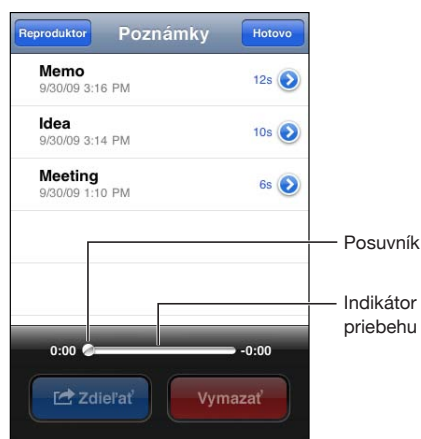 Reproduktor Poznámky Hotovo
Memo
9/30/09 3:16 PM
12s
Idea
9/30/09 3:14 PM
10s
Meeting
9/30/09 1:10 PM
6s
Posuvník
Indikátor
priebehu
0:00 -0:00
Zdieľať Vymazať